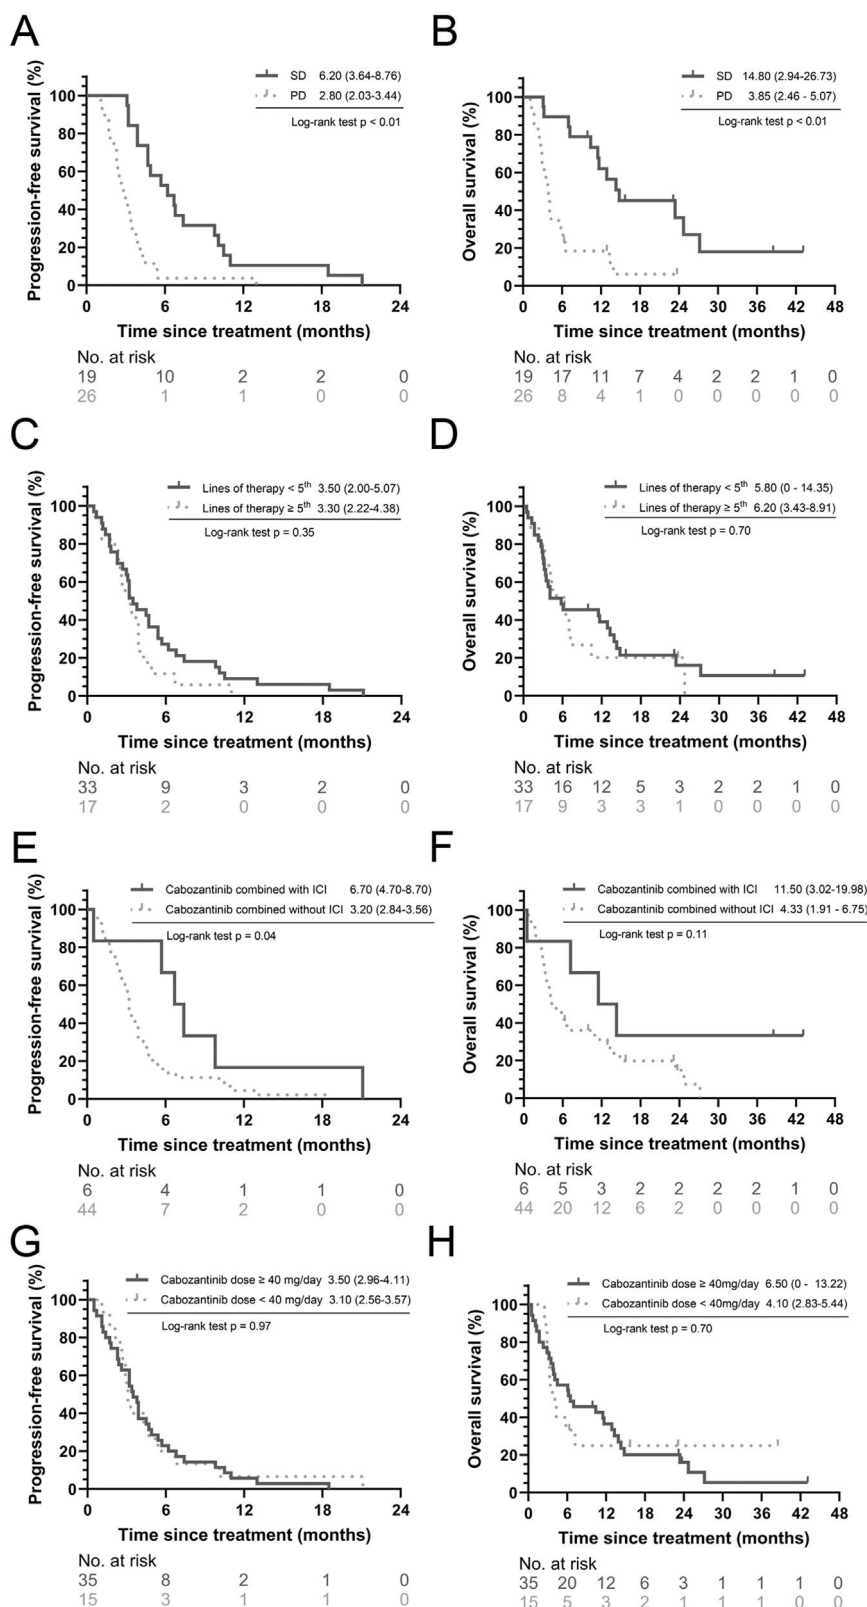 A
SD 6.20 (3.64-8.76)
PD 2.80 (2.03-3.44)
Log-rank test p < 0.01
Progression-free survival (%)
100
80
60
40
20
0
0 6 12 18 24
Time since treatment (months)
No. at risk
19 10 2 2 0
26 1 1 0 0
B
SD 14.80 (2.94-26.73)
PD 3.85 (2.46 - 5.07)
Log-rank test p < 0.01
Overall survival (%)
100
80
60
40
20
0
0 6 12 18 24 30 36 42 48
Time since treatment (months)
No. at risk
19 17 11 7 4 2 2 1 0
26 8 4 1 0 0 0 0 0
C
Lines of therapy < 5th 3.50 (2.00-5.07)
Lines of therapy ≥ 5th 3.30 (2.22-4.38)
Log-rank test p = 0.35
Progression-free survival (%)
100
80
60
40
20
0
0 6 12 18 24
Time since treatment (months)
No. at risk
33 9 3 2 0
17 2 0 0 0
D
Lines of therapy < 5th 5.80 (0 - 14.35)
Lines of therapy ≥ 5th 6.20 (3.43-8.91)
Log-rank test p = 0.70
Overall survival (%)
100
80
60
40
20
0
0 6 12 18 24 30 36 42 48
Time since treatment (months)
No. at risk
33 16 12 5 3 2 2 1 0
17 9 3 3 1 0 0 0 0
E
Cabozantinib combined with ICI 6.70 (4.70-8.70)
Cabozantinib combined without ICI 3.20 (2.84-3.56)
Log-rank test p = 0.04
Progression-free survival (%)
100
80
60
40
20
0
0 6 12 18 24
Time since treatment (months)
No. at risk
6 4 1 1 0
44 7 2 0 0
F
Cabozantinib combined with ICI 11.50 (3.02-19.98)
Cabozantinib combined without ICI 4.33 (1.91 - 6.75)
Log-rank test p = 0.11
Overall survival (%)
100
80
60
40
20
0
0 6 12 18 24 30 36 42 48
Time since treatment (months)
No. at risk
6 5 3 2 2 2 2 1 0
44 20 12 6 2 0 0 0 0
G
Cabozantinib dose ≥ 40 mg/day 3.50 (2.96-4.11)
Cabozantinib dose < 40 mg/day 3.10 (2.56-3.57)
Log-rank test p = 0.97
Progression-free survival (%)
100
80
60
40
20
0
0 6 12 18 24
Time since treatment (months)
No. at risk
35 8 2 1 0
15 3 1 1 0
H
Cabozantinib dose ≥ 40mg/day 6.50 (0 - 13.22)
Cabozantinib dose < 40mg/day 4.10 (2.83-5.44)
Log-rank test p = 0.70
Overall survival (%)
100
80
60
40
20
0
0 6 12 18 24 30 36 42 48
Time since treatment (months)
No. at risk
35 20 12 6 3 1 1 1 0
15 5 3 2 1 1 1 0 0